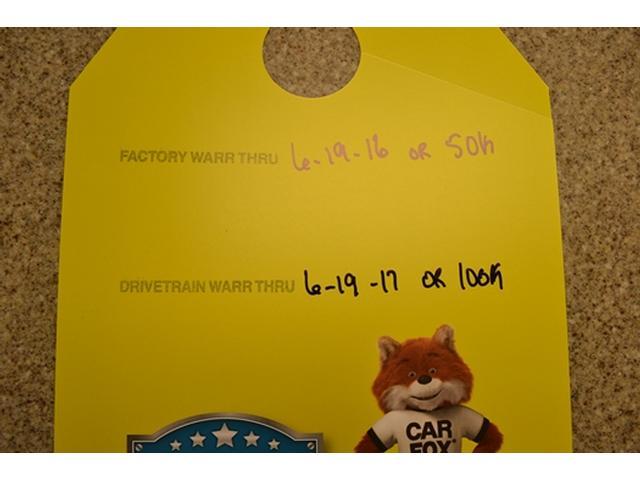 FACTORY WARR THRU 6-19-16 OR 50K
DRIVETRAIN WARR THRU 6-19-17 OR 100K
CAR
FOX